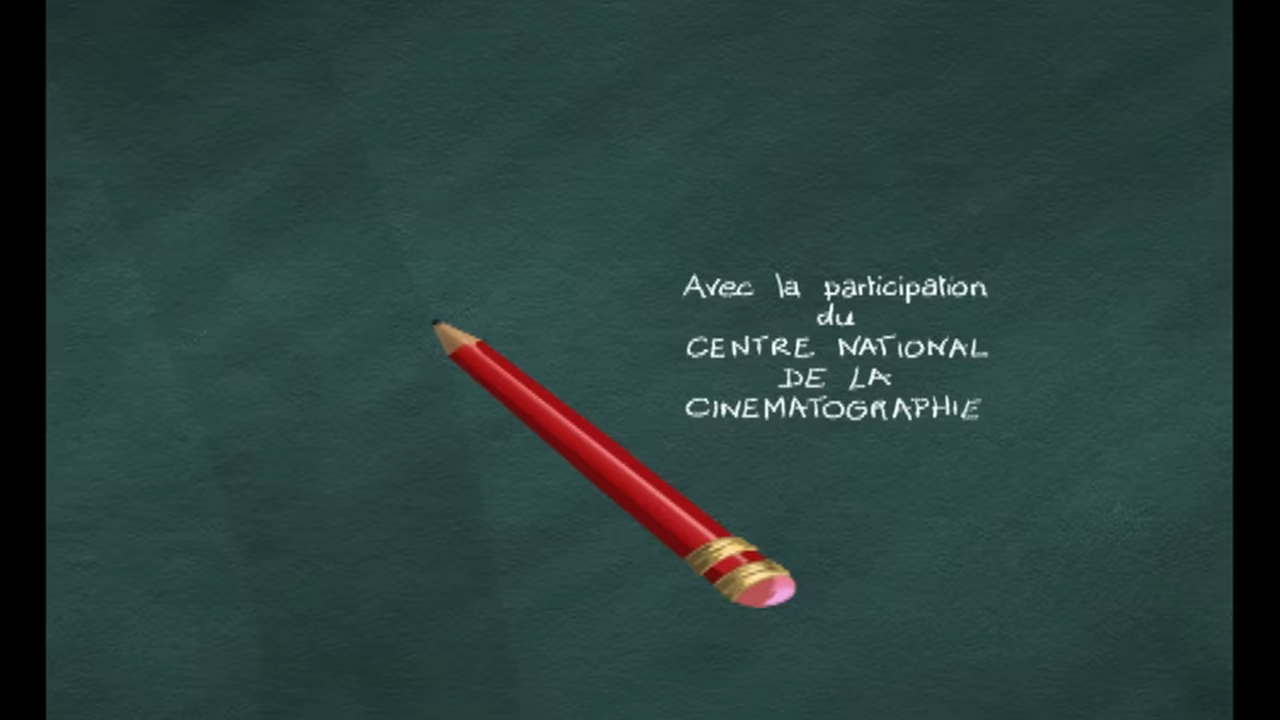 Avec la participation
du
CENTRE NATIONAL
DE LA
CINEMATOGRAPHIE